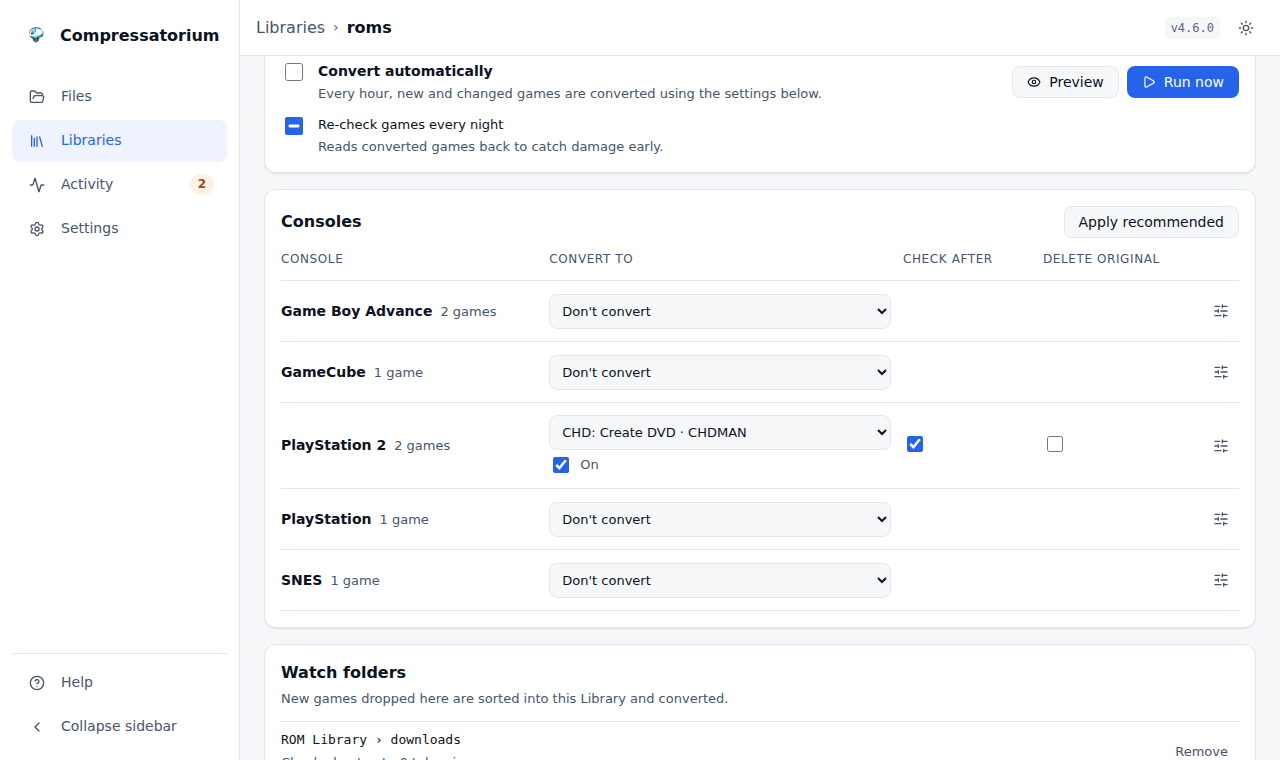 Compressatorium
Libraries › roms
v4.6.0
Files
Libraries
Activity 2
Settings
Help
Collapse sidebar
Convert automatically
Every hour, new and changed games are converted using the settings below.
Preview
Run now
Re-check games every night
Reads converted games back to catch damage early.
Consoles
Apply recommended
CONSOLE CONVERT TO CHECK AFTER DELETE ORIGINAL
Game Boy Advance 2 games Don't convert
GameCube 1 game Don't convert
PlayStation 2 2 games CHD: Create DVD · CHDMAN
On
PlayStation 1 game Don't convert
SNES 1 game Don't convert
Watch folders
New games dropped here are sorted into this Library and converted.
ROM Library › downloads
Remove